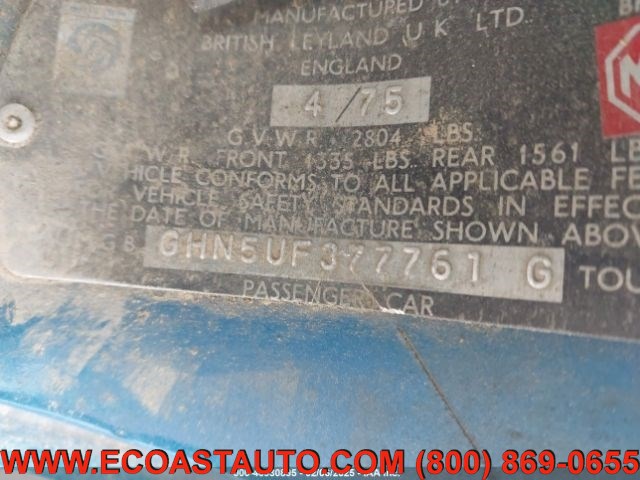 MANUFACTURED BY
BRITISH LEYLAND U K LTD.
ENGLAND
4/75
G.V.W.R. 2804 LBS.
FRONT 1335 LBS. REAR 1561 LB
VEHICLE CONFORMS TO ALL APPLICABLE FE
VEHICLE SAFETY STANDARDS IN EFFEC
THE DATE OF MANUFACTURE SHOWN ABOV
GHN5UF377761 G TOU
PASSENGER CAR
WWW.ECOASTAUTO.COM (800) 869-0655